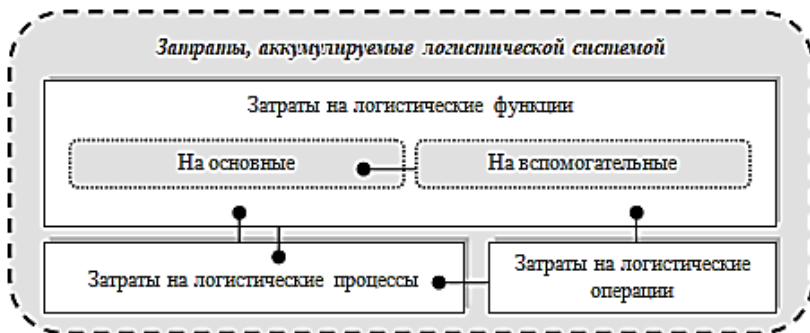 Затраты, аккумулируемые логистической системой
Затраты на логистические функции
На основные
На вспомогательные
Затраты на логистические процессы
Затраты на логистические
операции